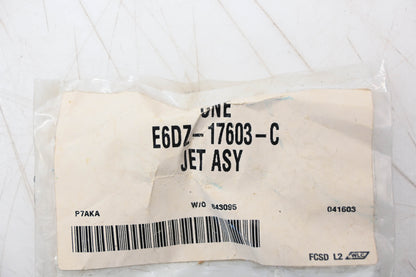 ONE
E6DZ-17603-C
JET ASY
P7AKA W/O 843095 041603
FCSD L2